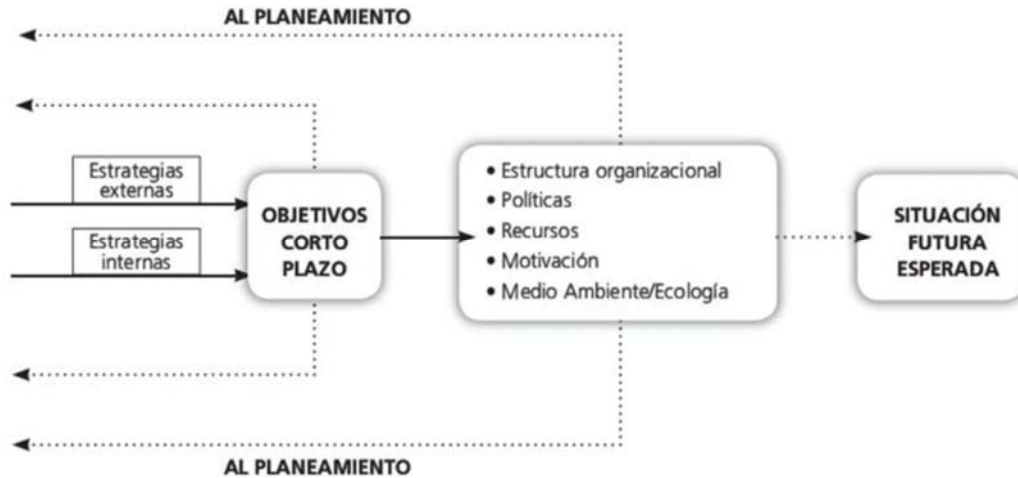 AL PLANEAMIENTO
Estrategias
externas
Estrategias
internas
OBJETIVOS
CORTO
PLAZO
• Estructura organizacional
• Políticas
• Recursos
• Motivación
• Medio Ambiente/Ecología
SITUACIÓN
FUTURA
ESPERADA
AL PLANEAMIENTO